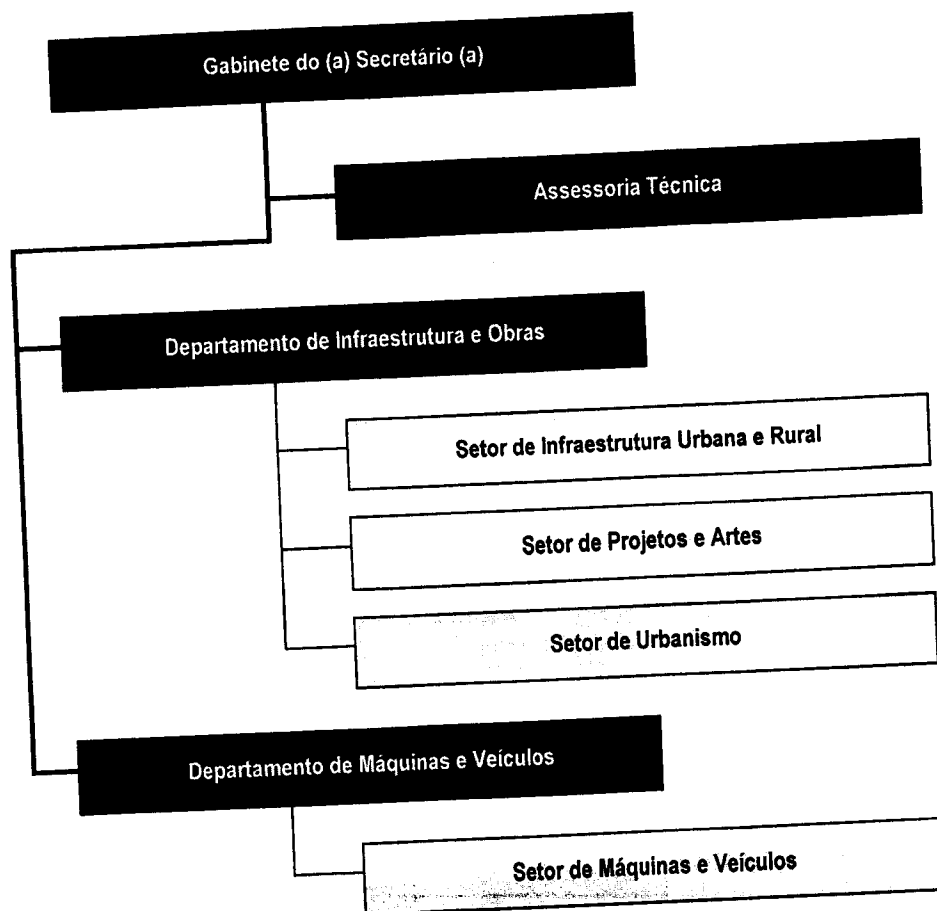 Gabinete do (a) Secretário (a)
Assessoria Técnica
Departamento de Infraestrutura e Obras
Setor de Infraestrutura Urbana e Rural
Setor de Projetos e Artes
Setor de Urbanismo
Departamento de Máquinas e Veículos
Setor de Máquinas e Veículos